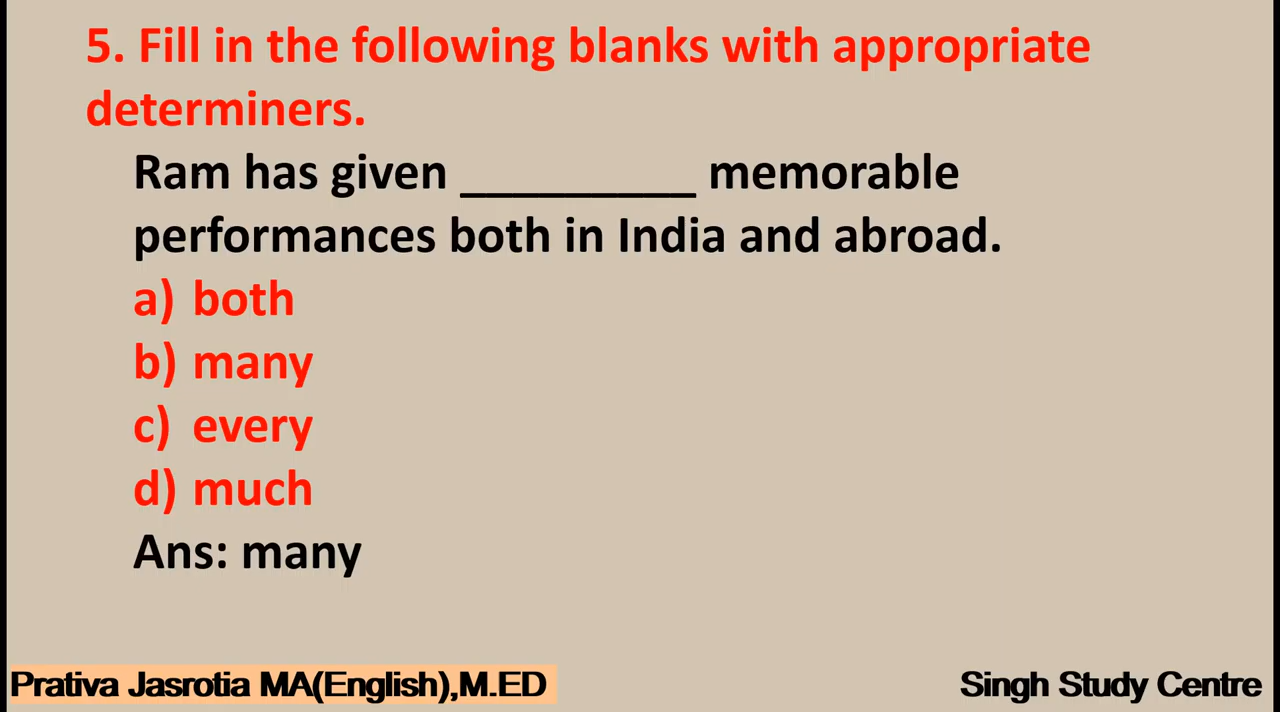 5. Fill in the following blanks with appropriate
determiners.
Ram has given _________ memorable
performances both in India and abroad.
a) both
b) many
c) every
d) much
Ans: many
Prativa Jasrotia MA(English),M.ED
Singh Study Centre